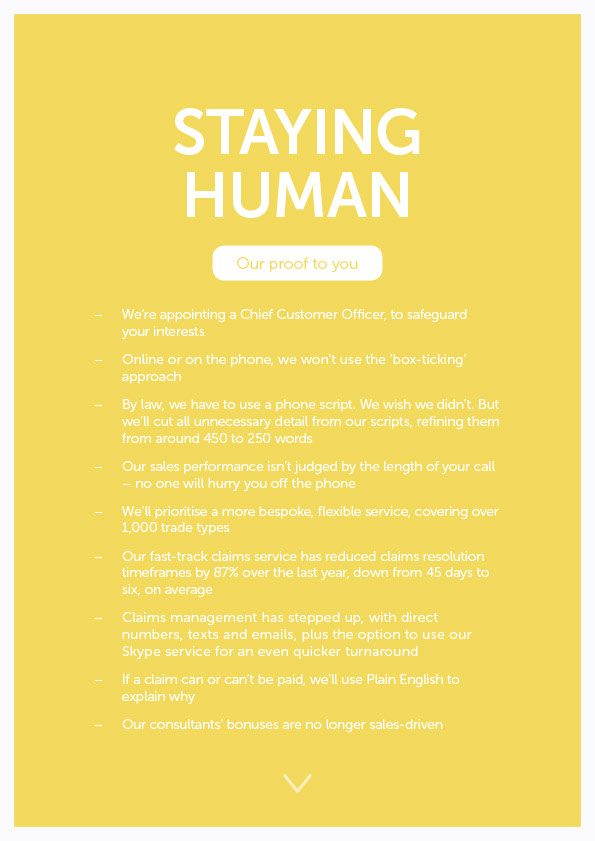 STAYING
HUMAN
Our proof to you
– We're appointing a Chief Customer Officer, to safeguard
your interests
– Online or on the phone, we won't use the 'box-ticking'
approach
– By law, we have to use a phone script. We wish we didn't. But
we'll cut all unnecessary detail from our scripts, refining them
from around 450 to 250 words
– Our sales performance isn't judged by the length of your call
– no one will hurry you off the phone
– We'll prioritise a more bespoke, flexible service, covering over
1,000 trade types
– Our fast-track claims service has reduced claims resolution
timeframes by 87% over the last year, down from 45 days to
six, on average
– Claims management has stepped up, with direct
numbers, texts and emails, plus the option to use our
Skype service for an even quicker turnaround
– If a claim can or can't be paid, we'll use Plain English to
explain why
– Our consultants' bonuses are no longer sales-driven